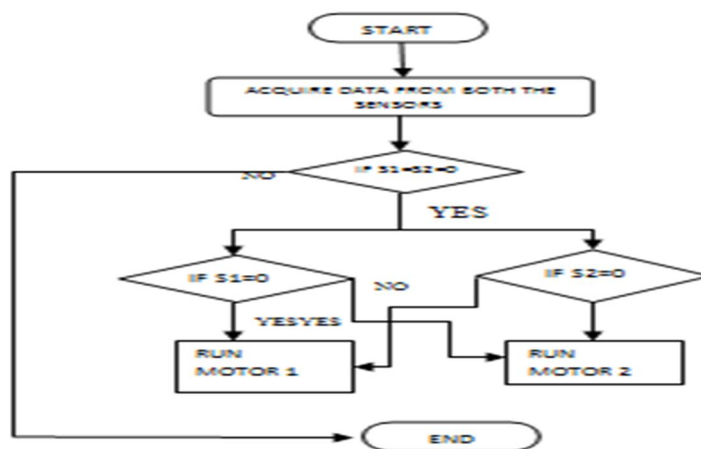 START
ACQUIRE DATA FROM BOTH THE
SENSORS
IF S1=S2=0
NO
YES
IF S1=0
NO
IF S2=0
YESYES
RUN
MOTOR 1
RUN
MOTOR 2
END